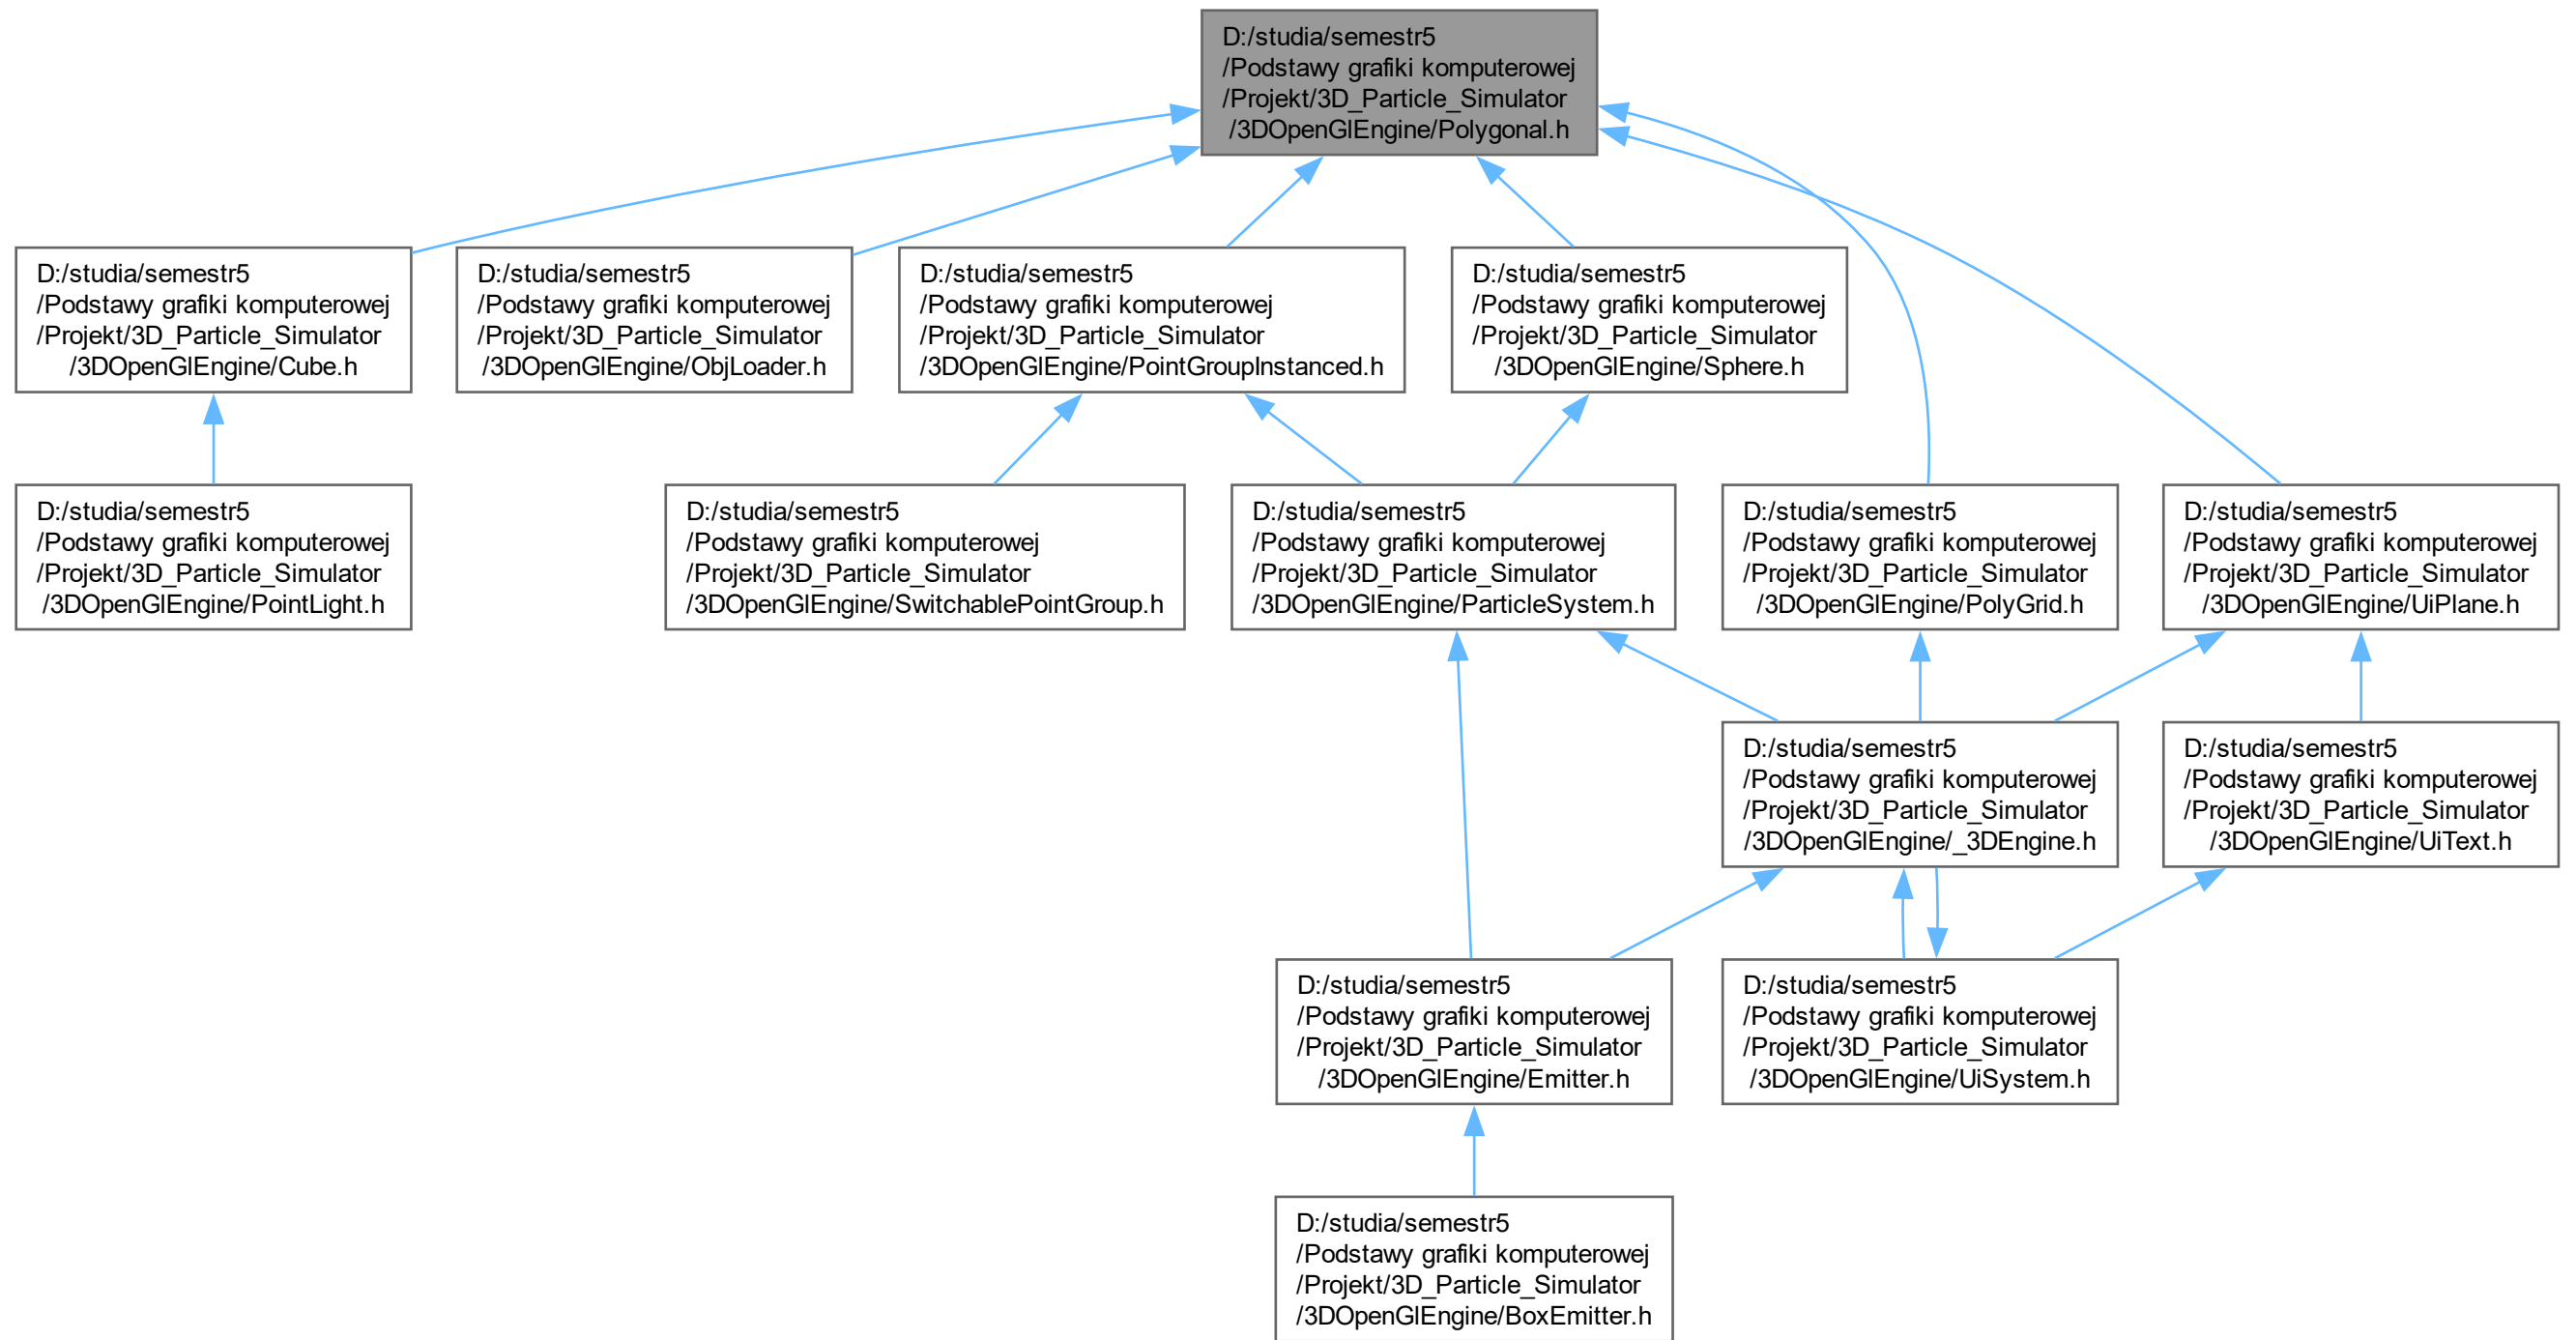 D:/studia/semestr5
/Podstawy grafiki komputerowej
/Projekt/3D_Particle_Simulator
/3DOpenGlEngine/Polygonal.h
D:/studia/semestr5
/Podstawy grafiki komputerowej
/Projekt/3D_Particle_Simulator
/3DOpenGlEngine/Cube.h
D:/studia/semestr5
/Podstawy grafiki komputerowej
/Projekt/3D_Particle_Simulator
/3DOpenGlEngine/ObjLoader.h
D:/studia/semestr5
/Podstawy grafiki komputerowej
/Projekt/3D_Particle_Simulator
/3DOpenGlEngine/PointGroupInstanced.h
D:/studia/semestr5
/Podstawy grafiki komputerowej
/Projekt/3D_Particle_Simulator
/3DOpenGlEngine/Sphere.h
D:/studia/semestr5
/Podstawy grafiki komputerowej
/Projekt/3D_Particle_Simulator
/3DOpenGlEngine/PointLight.h
D:/studia/semestr5
/Podstawy grafiki komputerowej
/Projekt/3D_Particle_Simulator
/3DOpenGlEngine/SwitchablePointGroup.h
D:/studia/semestr5
/Podstawy grafiki komputerowej
/Projekt/3D_Particle_Simulator
/3DOpenGlEngine/ParticleSystem.h
D:/studia/semestr5
/Podstawy grafiki komputerowej
/Projekt/3D_Particle_Simulator
/3DOpenGlEngine/PolyGrid.h
D:/studia/semestr5
/Podstawy grafiki komputerowej
/Projekt/3D_Particle_Simulator
/3DOpenGlEngine/UiPlane.h
D:/studia/semestr5
/Podstawy grafiki komputerowej
/Projekt/3D_Particle_Simulator
/3DOpenGlEngine/_3DEngine.h
D:/studia/semestr5
/Podstawy grafiki komputerowej
/Projekt/3D_Particle_Simulator
/3DOpenGlEngine/UiText.h
D:/studia/semestr5
/Podstawy grafiki komputerowej
/Projekt/3D_Particle_Simulator
/3DOpenGlEngine/Emitter.h
D:/studia/semestr5
/Podstawy grafiki komputerowej
/Projekt/3D_Particle_Simulator
/3DOpenGlEngine/UiSystem.h
D:/studia/semestr5
/Podstawy grafiki komputerowej
/Projekt/3D_Particle_Simulator
/3DOpenGlEngine/BoxEmitter.h